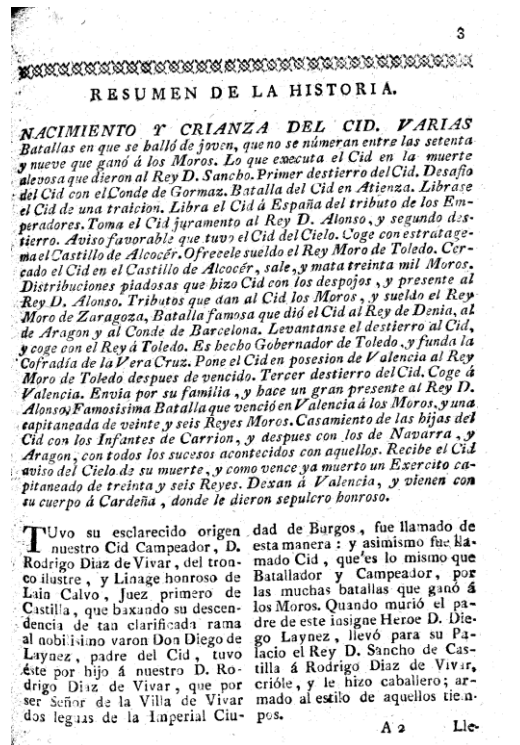 3
RESUMEN DE LA HISTORIA.
NACIMIENTO Y CRIANZA DEL CID. VARIAS
Batallas en que se halló de joven, que no se númeran entre las setenta
y nueve que ganó á los Moros. Lo que executa el Cid en la muerte
alevosa que dieron al Rey D. Sancho. Primer destierro del Cid. Desafio
del Cid con el Conde de Gormaz. Batalla del Cid en Atienza. Librase
el Cid de una traicion. Libra el Cid á España del tributo de los Em-
peradores. Toma el Cid juramento al Rey D. Alonso, y segundo des-
tierro. Aviso favorable que tuvo el Cid del Cielo. Coge con estratage-
ma el Castillo de Alcocér. Ofrecele sueldo el Rey Moro de Toledo. Cer-
cado el Cid en el Castillo de Alcocér, sale, y mata treinta mil Moros.
Distribuciones piadosas que hizo Cid con los despojos, y presente al
Rey D. Alonso. Tributos que dan al Cid los Moros, y sueldo el Rey
Moro de Zaragoza, Batalla famosa que dió el Cid al Rey de Denia, al
de Aragon y al Conde de Barcelona. Levantanse el destierro al Cid,
y coge con el Rey á Toledo. Es hecho Gobernador de Toledo, y funda la
Cofradía de la Vera Cruz. Pone el Cid en posesion de Valencia al Rey
Moro de Toledo despues de vencido. Tercer destierro del Cid. Coge á
Valencia. Envia por su familia, y hace un gran presente al Rey D.
Alonso. Famosisima Batalla que venció en Valencia á los Moros, y una
capitaneada de veinte y seis Reyes Moros. Casamiento de las hijas del
Cid con los Infantes de Carrion, y despues con los de Navarra, y
Aragon, con todos los sucesos acontecidos con aquellos. Recibe el Cid
aviso del Cielo de su muerte, y como vence ya muerto un Exercito ca-
pitaneado de treinta y seis Reyes. Dexan á Valencia, y vienen con
su cuerpo á Cardeña, donde le dieron sepulcro honroso.
TUvo su esclarecido origen
nuestro Cid Campeador, D.
Rodrigo Diaz de Vivar, del tron-
co ilustre, y Linage honroso de
Lain Calvo, Juez primero de
Castilla, que baxando su descen-
dencia de tan clarificada rama
al nobilisimo varon Don Diego de
Laynez, padre del Cid, tuvo
éste por hijo á nuestro D. Ro-
drigo Diaz de Vivar, que por
ser Señor de la Villa de Vivar
dos leguas de la Imperial Ciu-
dad de Burgos, fue llamado de
esta manera: y asimismo fue lla-
mado Cid, que es lo mismo que
Batallador y Campeador, por
las muchas batallas que ganó á
los Moros. Quando murió el pa-
dre de este insigne Heroe D. Die-
go Laynez, llevó para su Pa-
lacio el Rey D. Sancho de Cas-
tilla á Rodrigo Diaz de Vivar,
crióle, y le hizo caballero; ar-
mado al estilo de aquellos tiem-
pos.
A 2
Lle-